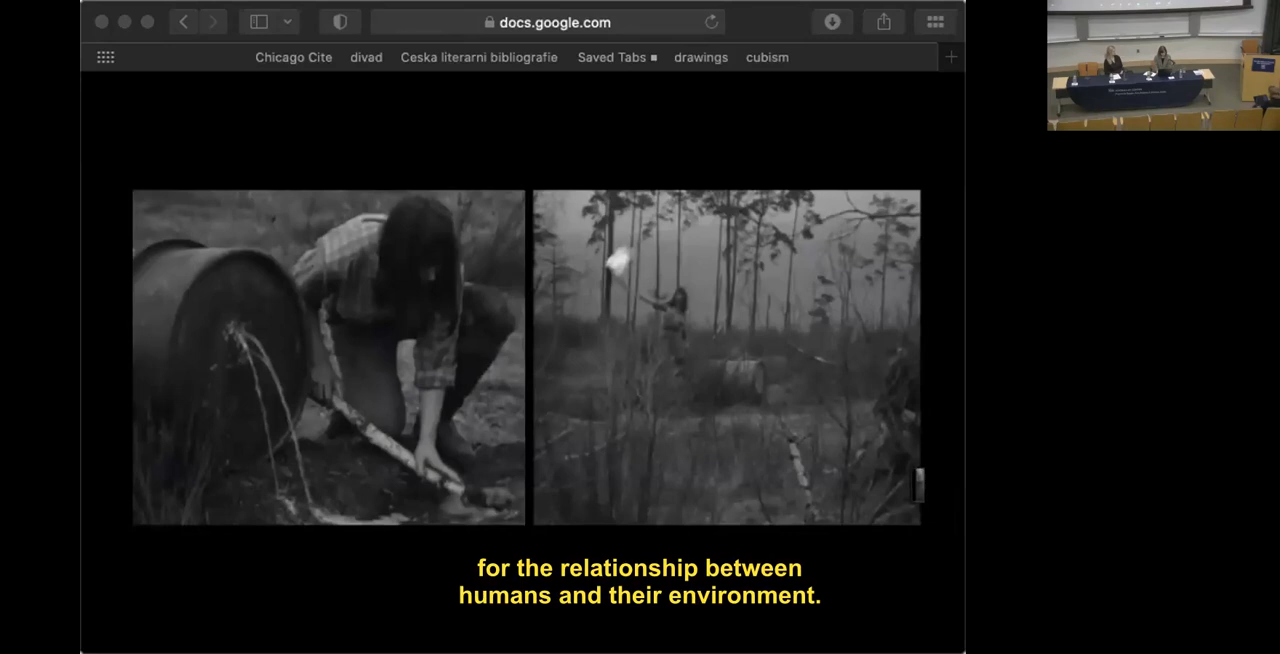 docs.google.com
Chicago Cite
divad
Ceska literarni bibliografie
Saved Tabs
drawings
cubism
for the relationship between
humans and their environment.